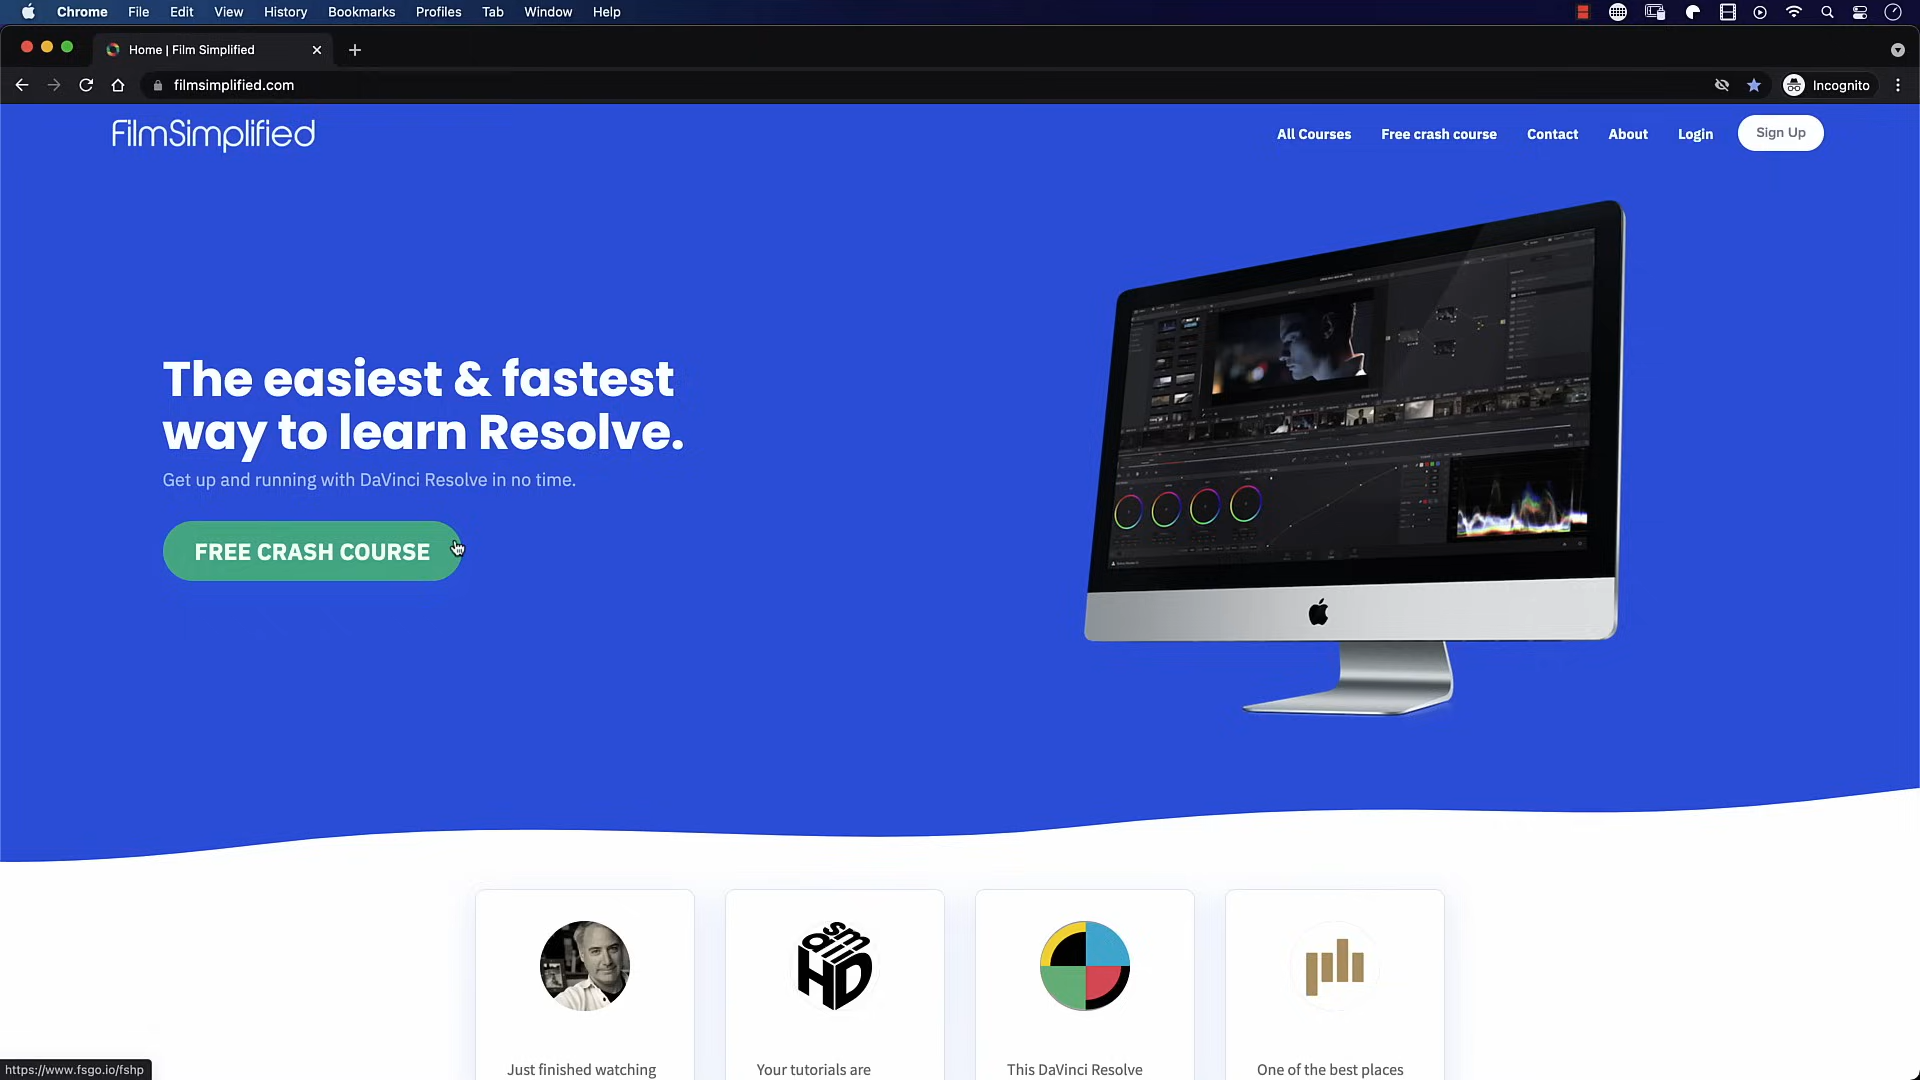 Chrome File Edit View History Bookmarks Profiles Tab Window Help
Home | Film Simplified
filmsimplified.com
Incognito
FilmSimplified
All Courses Free crash course Contact About Login Sign Up
The easiest & fastest
way to learn Resolve.
Get up and running with DaVinci Resolve in no time.
FREE CRASH COURSE
smallHD
Just finished watching Your tutorials are This DaVinci Resolve One of the best places
https://www.fsgo.io/fshp